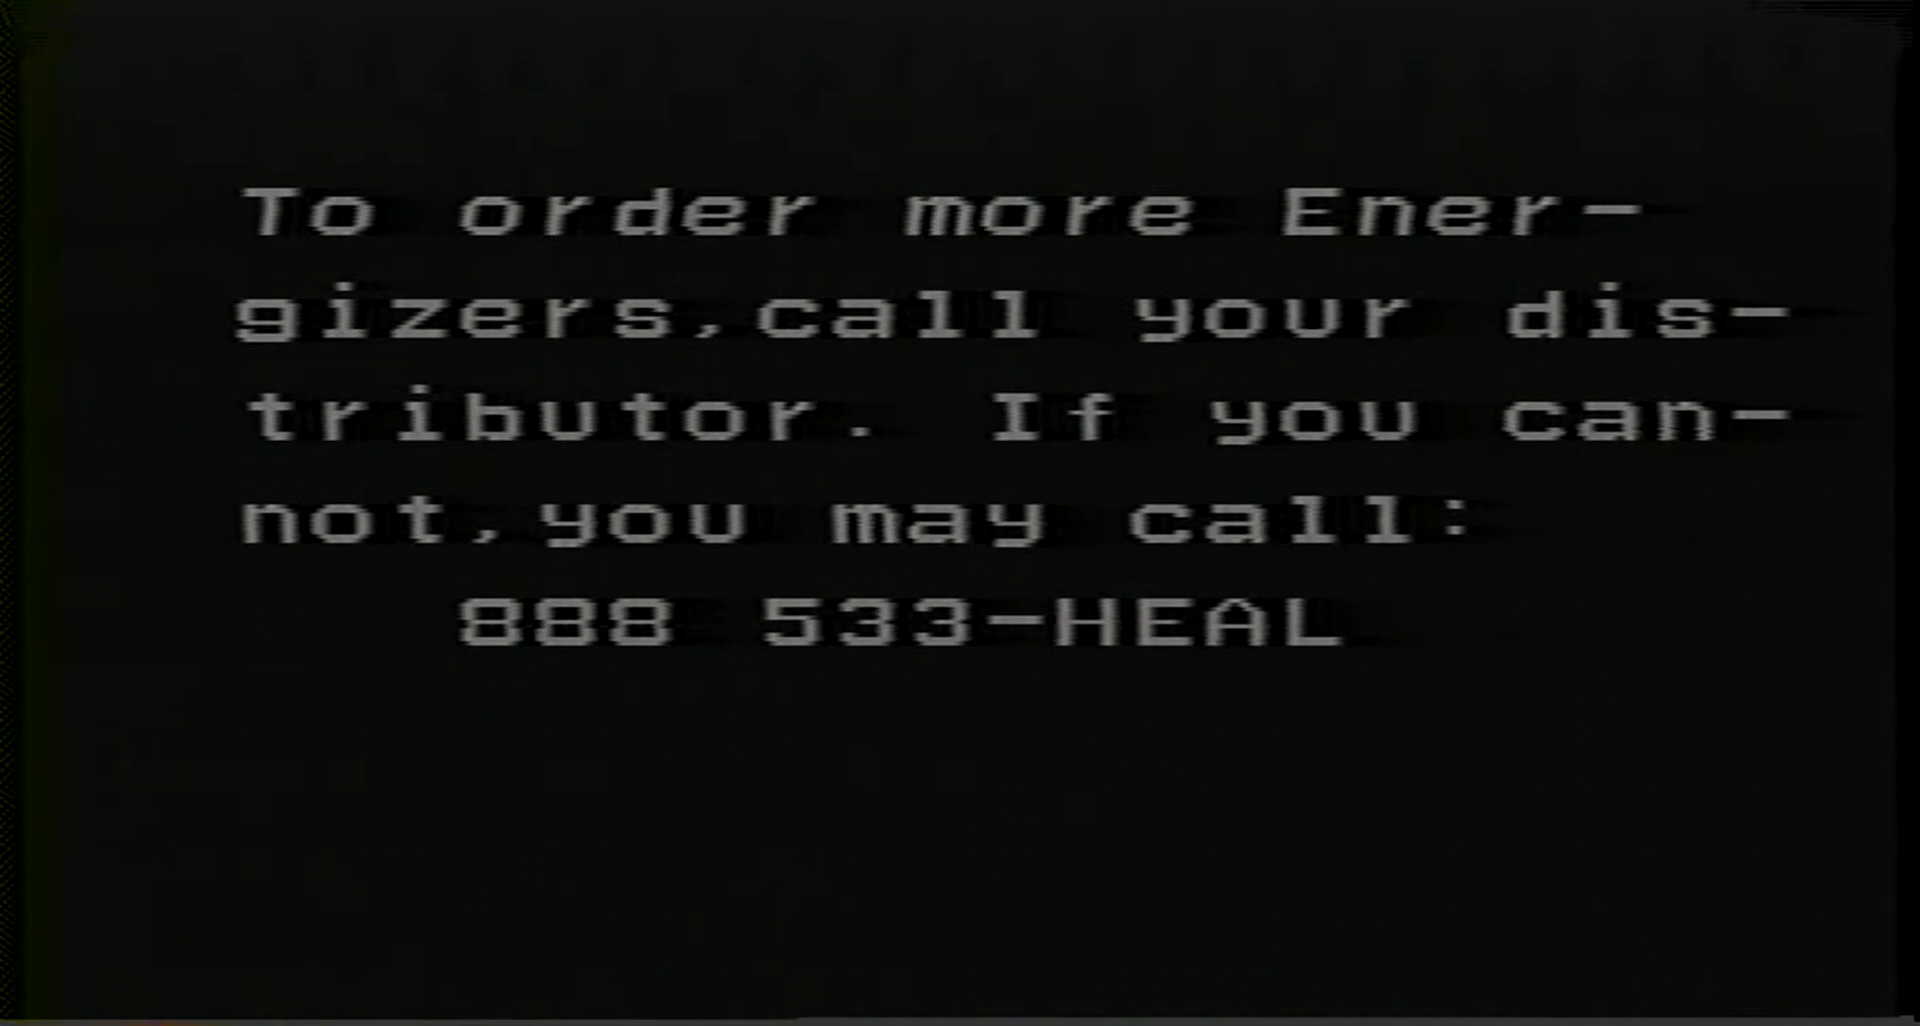 To order more Ener-
gizers,call your dis-
tributor. If you can-
not,you may call:
888 533-HEAL